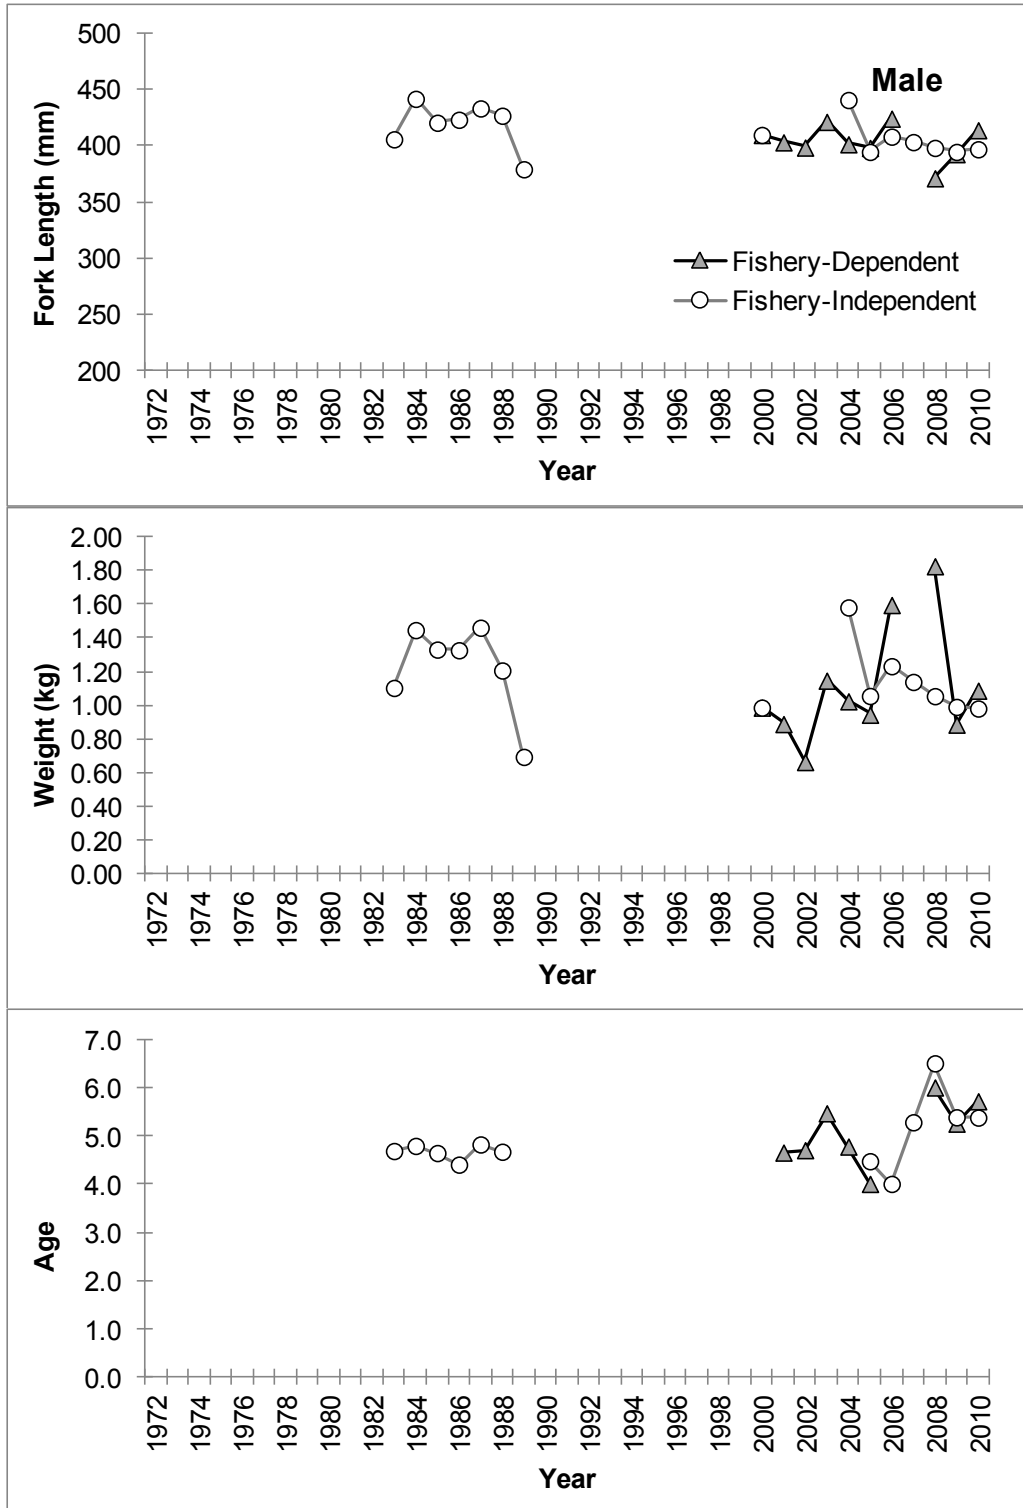 500
450
400
350
300
250
200
Fork Length (mm)
Male
Fishery-Dependent
Fishery-Independent
1972 1974 1976 1978 1980 1982 1984 1986 1988 1990 1992 1994 1996 1998 2000 2002 2004 2006 2008 2010
Year
2.00
1.80
1.60
1.40
1.20
1.00
0.80
0.60
0.40
0.20
0.00
Weight (kg)
1972 1974 1976 1978 1980 1982 1984 1986 1988 1990 1992 1994 1996 1998 2000 2002 2004 2006 2008 2010
Year
7.0
6.0
5.0
4.0
3.0
2.0
1.0
0.0
Age
1972 1974 1976 1978 1980 1982 1984 1986 1988 1990 1992 1994 1996 1998 2000 2002 2004 2006 2008 2010
Year